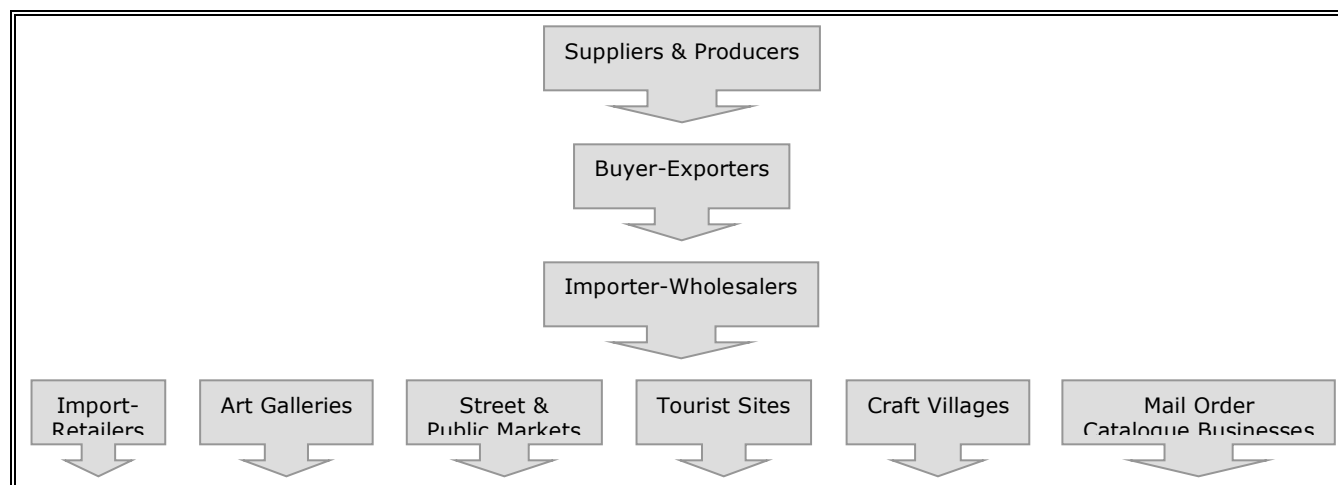 Suppliers & Producers
Buyer-Exporters
Importer-Wholesalers
Import-
Retailers
Art Galleries
Street &
Public Markets
Tourist Sites
Craft Villages
Mail Order
Catalogue Businesses